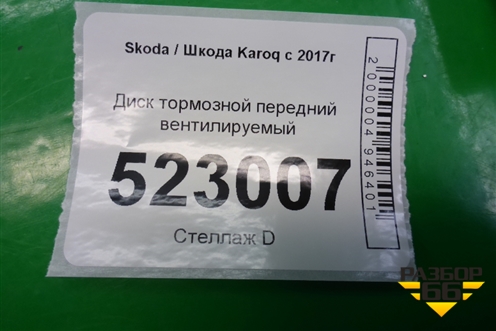 Skoda / Шкода Karoq с 2017г
Диск тормозной передний
вентилируемый
523007
Стеллаж D
2000004946401
РАЗБОР
66